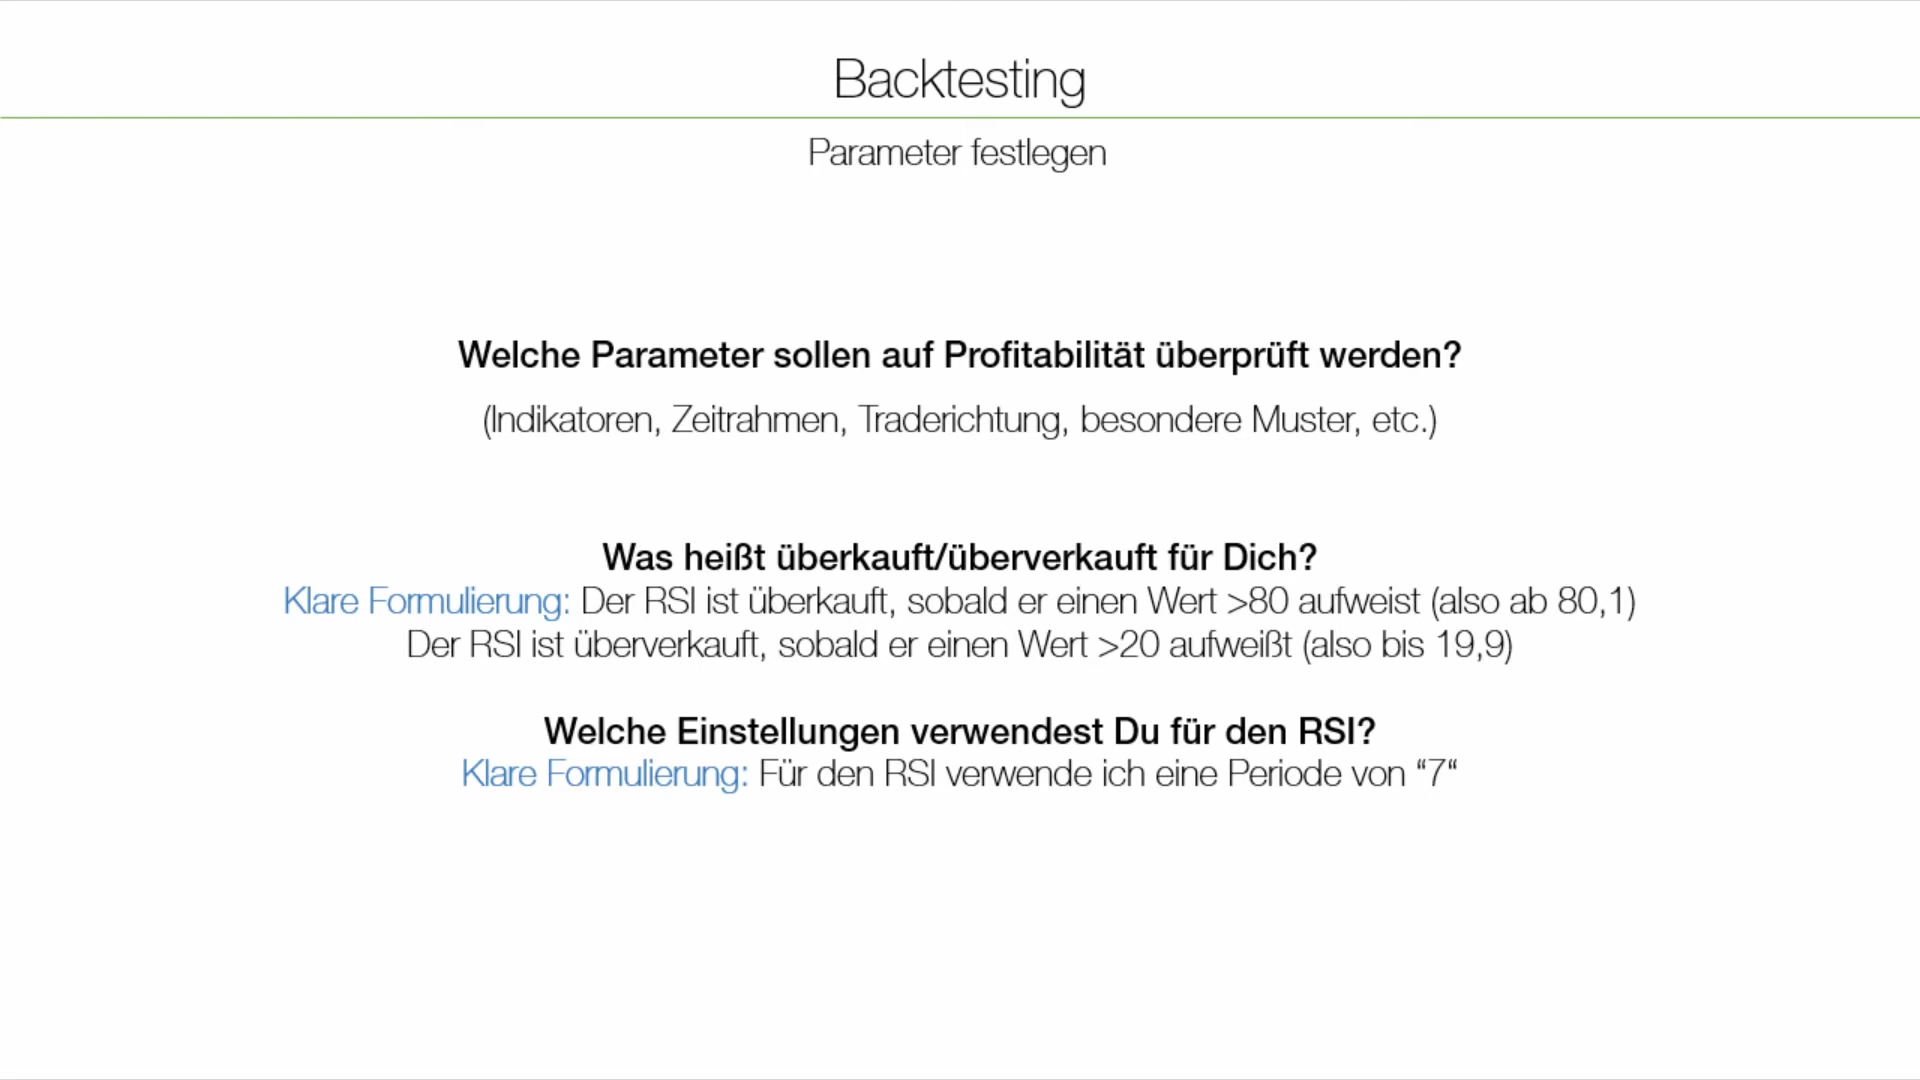 Backtesting
Parameter festlegen
Welche Parameter sollen auf Profitabilität überprüft werden?
(Indikatoren, Zeitrahmen, Traderichtung, besondere Muster, etc.)
Was heißt überkauft/überverkauft für Dich?
Klare Formulierung: Der RSI ist überkauft, sobald er einen Wert >80 aufweist (also ab 80,1)
Der RSI ist überverkauft, sobald er einen Wert >20 aufweißt (also bis 19,9)
Welche Einstellungen verwendest Du für den RSI?
Klare Formulierung: Für den RSI verwende ich eine Periode von “7“